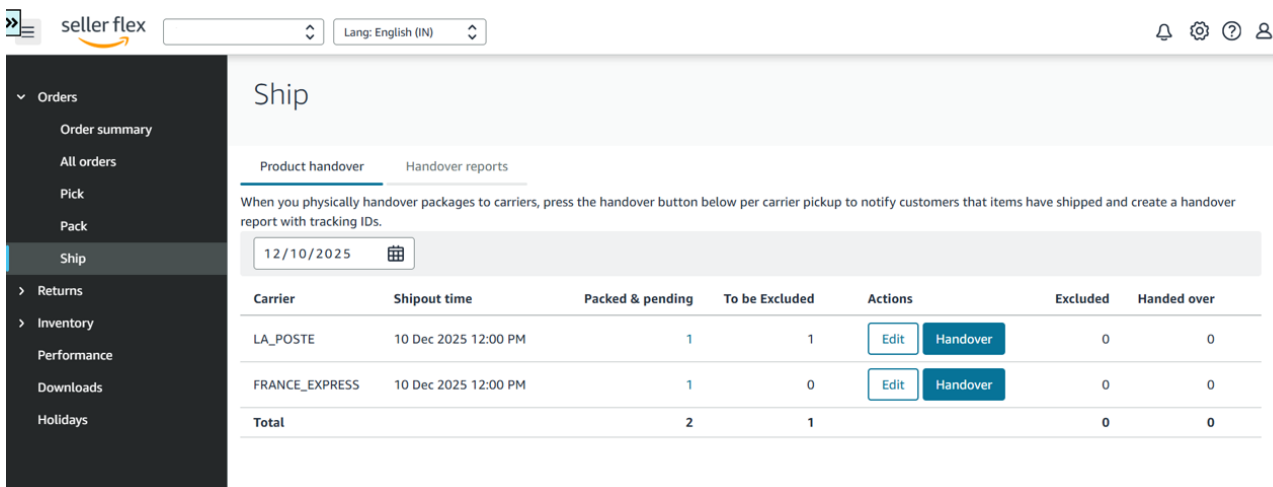 seller flex
Lang: English (IN)
Orders
Order summary
All orders
Pick
Pack
Ship
Returns
Inventory
Performance
Downloads
Holidays
Ship
Product handover Handover reports
When you physically handover packages to carriers, press the handover button below per carrier pickup to notify customers that items have shipped and create a handover
report with tracking IDs.
12/10/2025
Carrier Shipout time Packed & pending To be Excluded Actions Excluded Handed over
LA_POSTE 10 Dec 2025 12:00 PM 1 1 Edit Handover 0 0
FRANCE_EXPRESS 10 Dec 2025 12:00 PM 1 0 Edit Handover 0 0
Total 2 1 0 0